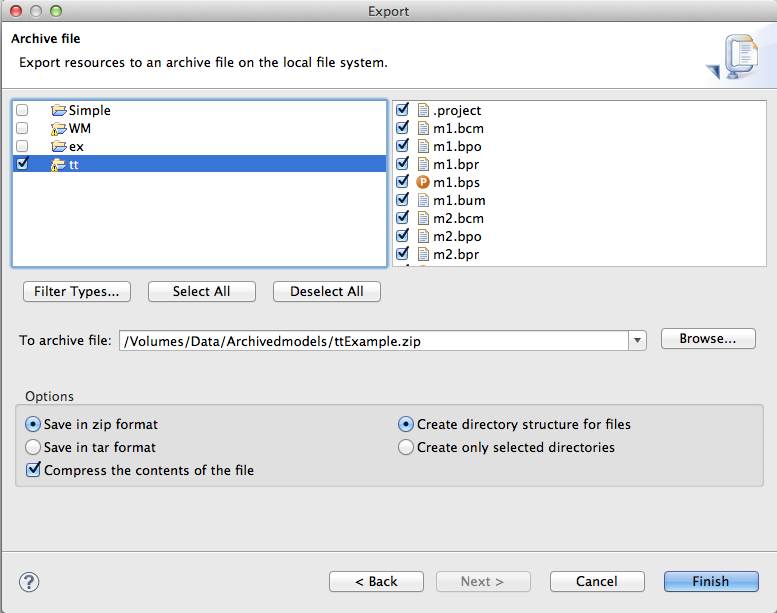 Export
Archive file
Export resources to an archive file on the local file system.
Simple
WM
ex
tt
.project
m1.bcm
m1.bpo
m1.bpr
P m1.bps
m1.bum
m2.bcm
m2.bpo
m2.bpr
Filter Types... Select All Deselect All
To archive file: /Volumes/Data/Archivedmodels/ttExample.zip Browse...
Options
Save in zip format Create directory structure for files
Save in tar format Create only selected directories
Compress the contents of the file
? < Back Next > Cancel Finish